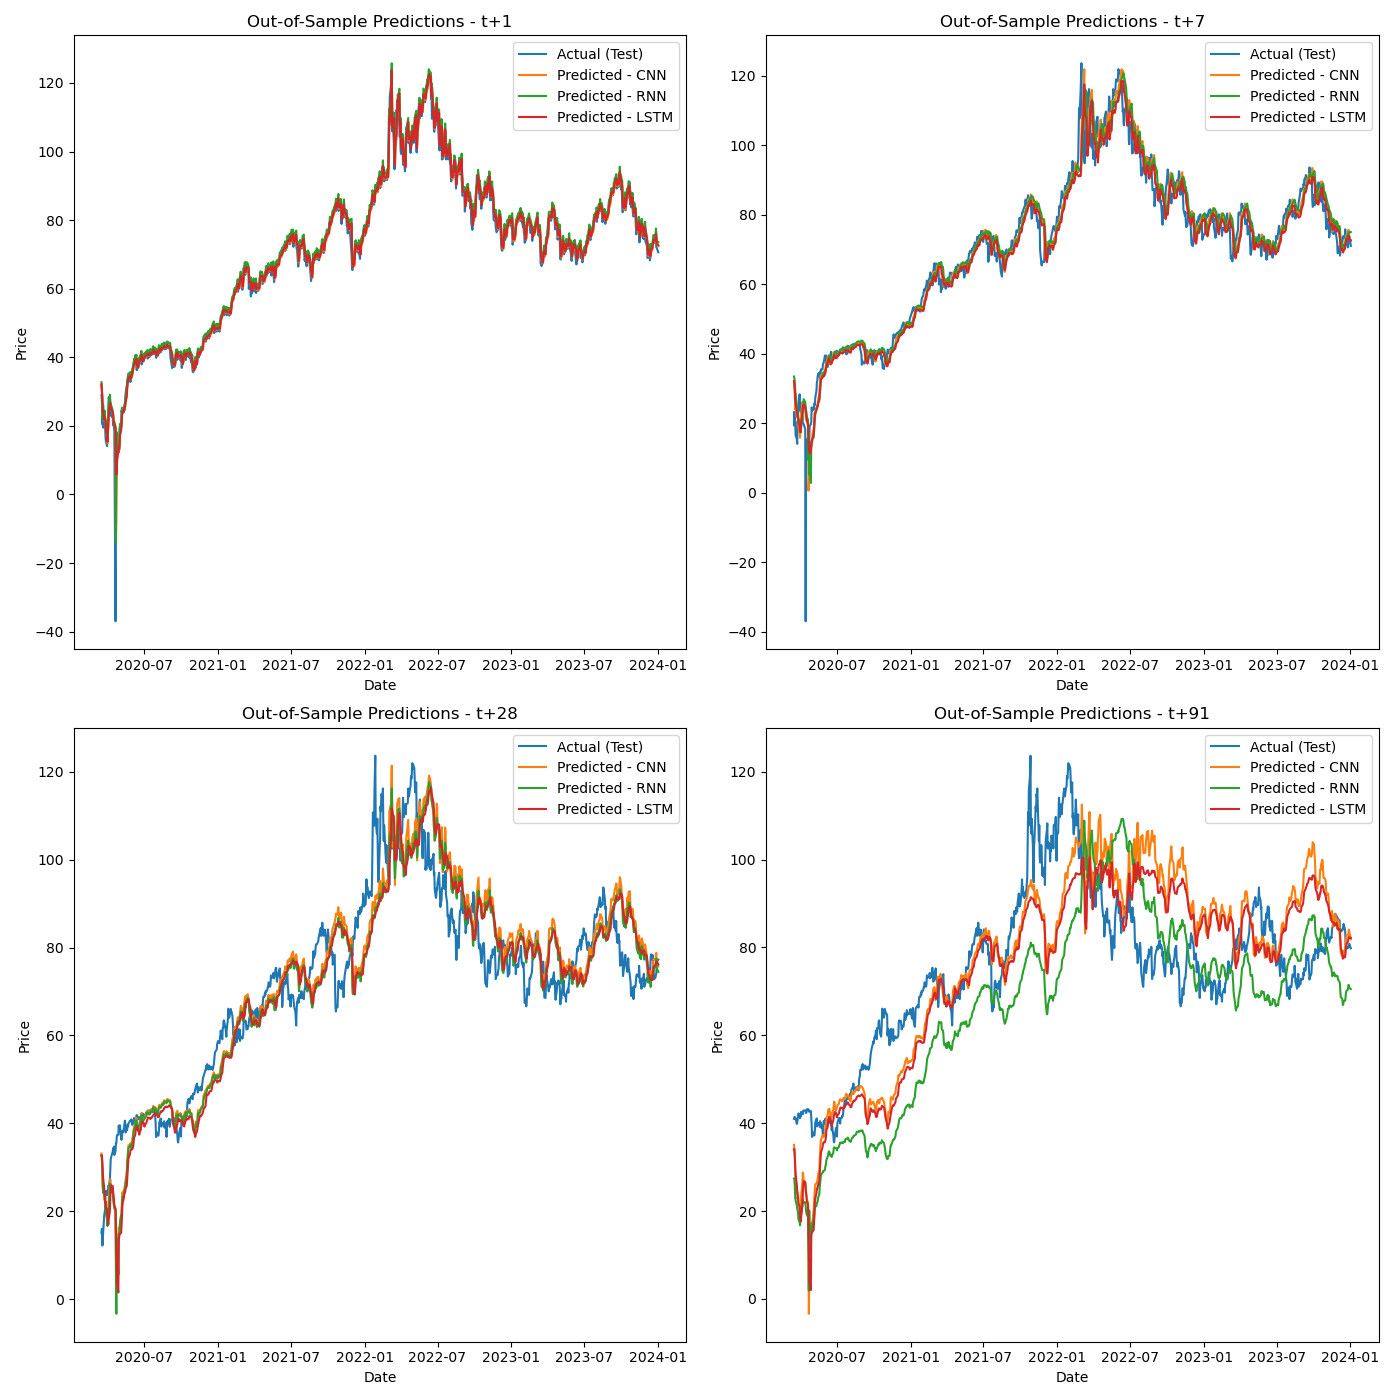 Out-of-Sample Predictions - t+1
Actual (Test)
Predicted - CNN
Predicted - RNN
Predicted - LSTM
120
100
80
60
40
20
0
−20
−40
Price
2020-07 2021-01 2021-07 2022-01 2022-07 2023-01 2023-07 2024-01
Date
Out-of-Sample Predictions - t+7
Actual (Test)
Predicted - CNN
Predicted - RNN
Predicted - LSTM
120
100
80
60
40
20
0
−20
−40
Price
2020-07 2021-01 2021-07 2022-01 2022-07 2023-01 2023-07 2024-01
Date
Out-of-Sample Predictions - t+28
Actual (Test)
Predicted - CNN
Predicted - RNN
Predicted - LSTM
120
100
80
60
40
20
0
Price
2020-07 2021-01 2021-07 2022-01 2022-07 2023-01 2023-07 2024-01
Date
Out-of-Sample Predictions - t+91
Actual (Test)
Predicted - CNN
Predicted - RNN
Predicted - LSTM
120
100
80
60
40
20
0
Price
2020-07 2021-01 2021-07 2022-01 2022-07 2023-01 2023-07 2024-01
Date